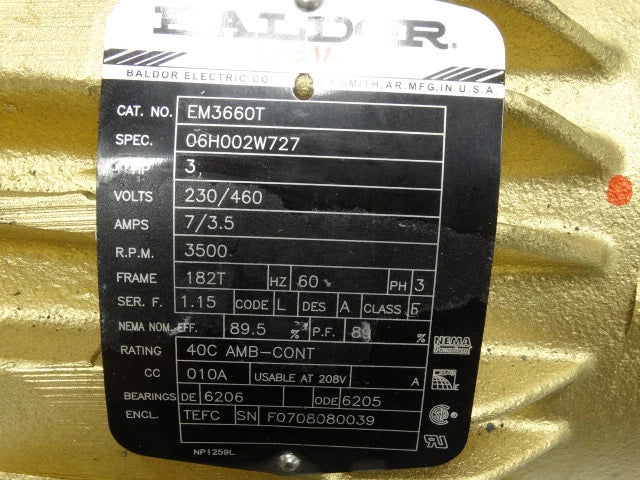 BALDOR®
BALDOR ELECTRIC CO SMITH, AR. MFG. IN U.S.A.
CAT. NO. EM3660T
SPEC. 06H002W727
3
VOLTS 230/460
AMPS 7/3.5
R.P.M. 3500
FRAME 182T HZ 60 PH 3
SER. F. 1.15 CODE L DES A CLASS
NEMA NOM. EFF. 89.5 % P.F. %
NEMA Premium
RATING 40C AMB-CONT
CC 010A USABLE AT 208V A
BEARINGS DE 6206 ODE 6205
ENCL. TEFC SN F0708080039
NP1259L